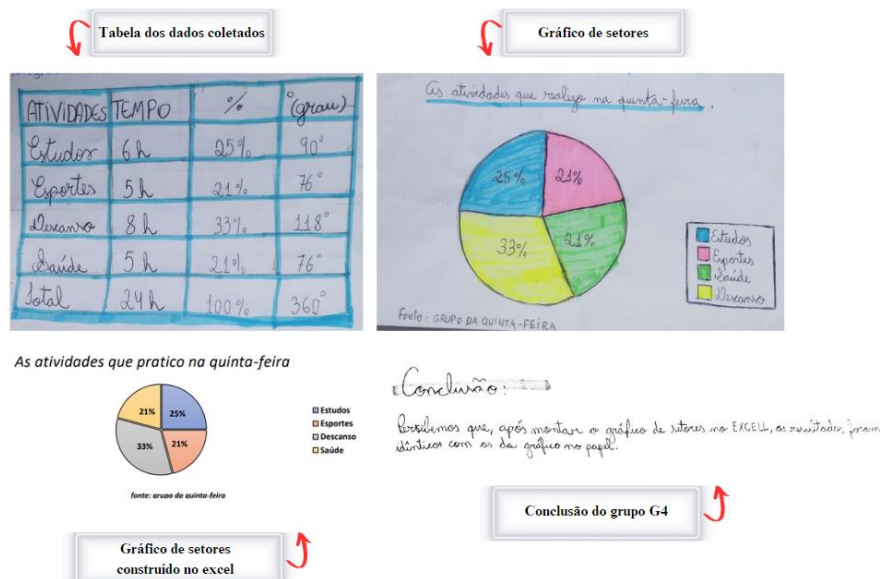 Tabela dos dados coletados
Gráfico de setores
ATIVIDADES TEMPO % °(grau)
Estudos 6h 25% 90°
Esportes 5h 21% 76°
Descanso 8h 33% 118°
Saúde 5h 21% 76°
Total 24h 100% 360°
As atividades que realizo na quinta-feira.
25% 21%
33% 21%
Estudos
Esportes
Saúde
Descanso
Fonte: GRUPO DA QUINTA-FEIRA
As atividades que pratico na quinta-feira
21% 25%
33% 21%
Estudos
Esportes
Descanso
Saúde
fonte: grupo da quinta-feira
Conclusão:
Percebemos que, após montar o gráfico de setores no EXCELL, os resultados foram
idênticos com os do gráfico no papel.
Conclusão do grupo G4
Gráfico de setores
construído no excel